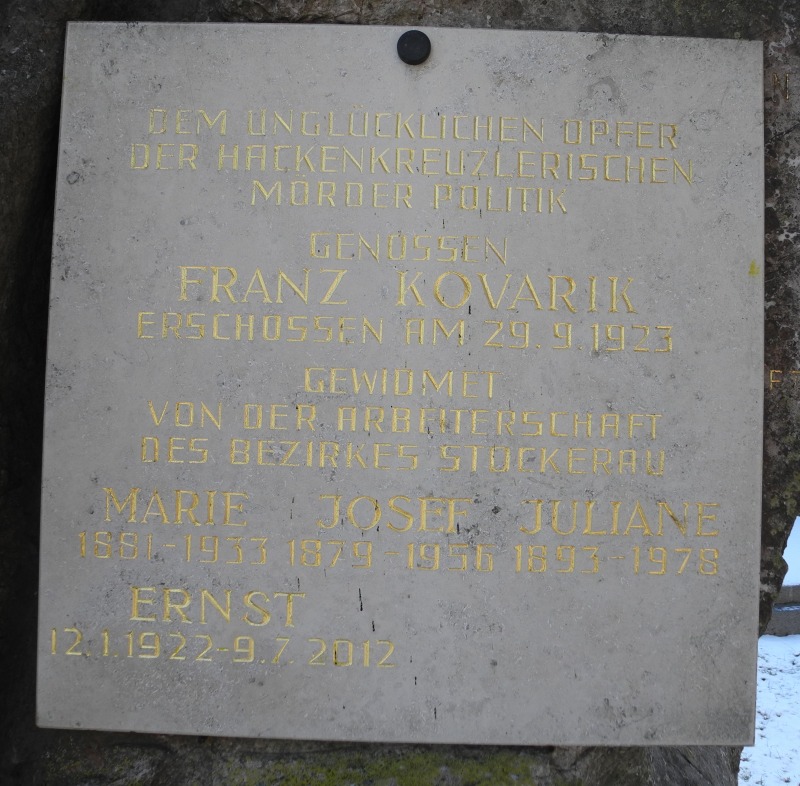 DEM UNGLÜCKLICHEN OPFER
DER HACKENKREUZLERISCHEN
MÖRDER POLITIK
GENOSSEN
FRANZ KOVARIK
ERSCHOSSEN AM 29.9.1923
GEWIDMET
VON DER ARBEITERSCHAFT
DES BEZIRKES STOCKERAU
MARIE JOSEF JULIANE
1881-1933 1879-1956 1893-1978
ERNST
12.1.1922-9.7.2012